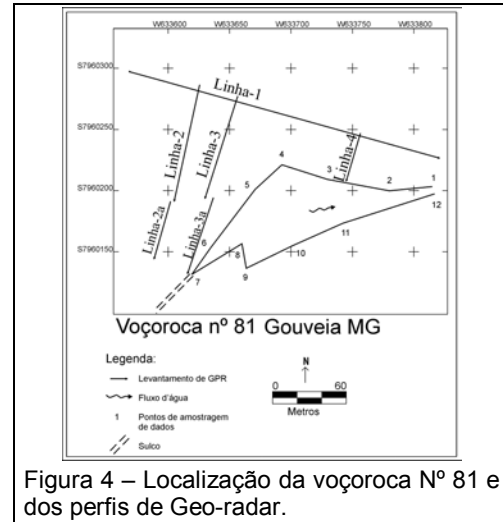 W633600 W633650 W633700 W633750 W633800
S7960300
Linha-1
S7960250
Linha-2
Linha-3
Linha-4
4
3
2
1
S7960200
5
12
Linha-2a
Linha-3a
6
11
S7960150
8
10
7
9
Voçoroca nº 81 Gouveia MG
Legenda:
Levantamento de GPR
Fluxo d'água
1 Pontos de amostragem
de dados
Sulco
N
0 60
Metros
Figura 4 – Localização da voçoroca Nº 81 e
dos perfis de Geo-radar.